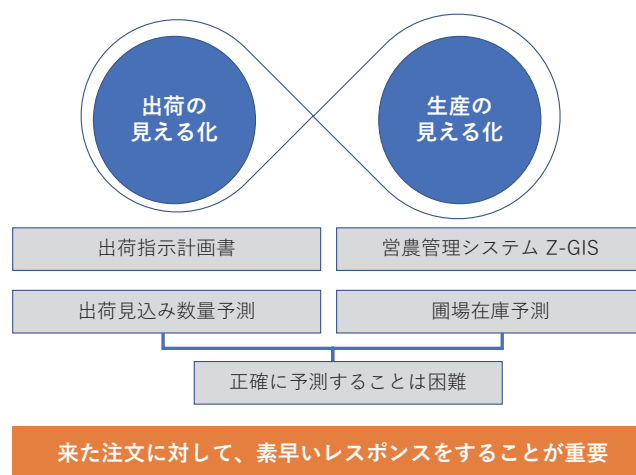 出荷の
見える化
生産の
見える化
出荷指示計画書
営農管理システム Z-GIS
出荷見込み数量予測
圃場在庫予測
正確に予測することは困難
来た注文に対して、素早いレスポンスをすることが重要